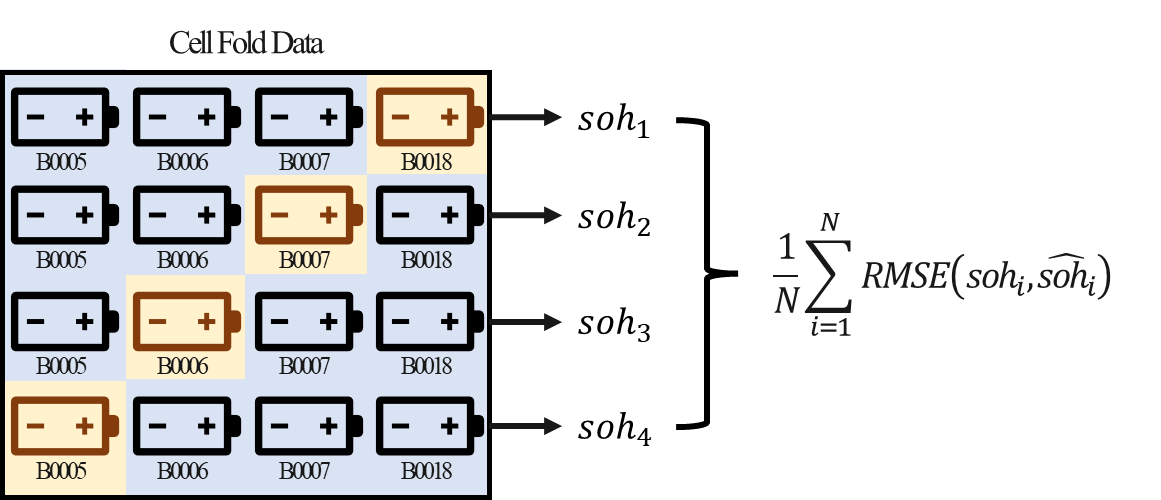 Cell Fold Data
B0005 B0006 B0007 B0018
soh₁
B0005 B0006 B0007 B0018
soh₂
B0005 B0006 B0007 B0018
soh₃
B0005 B0006 B0007 B0018
soh₄
1/N ∑_{i=1}^{N} RMSE(soh_i, \widehat{soh}_i)